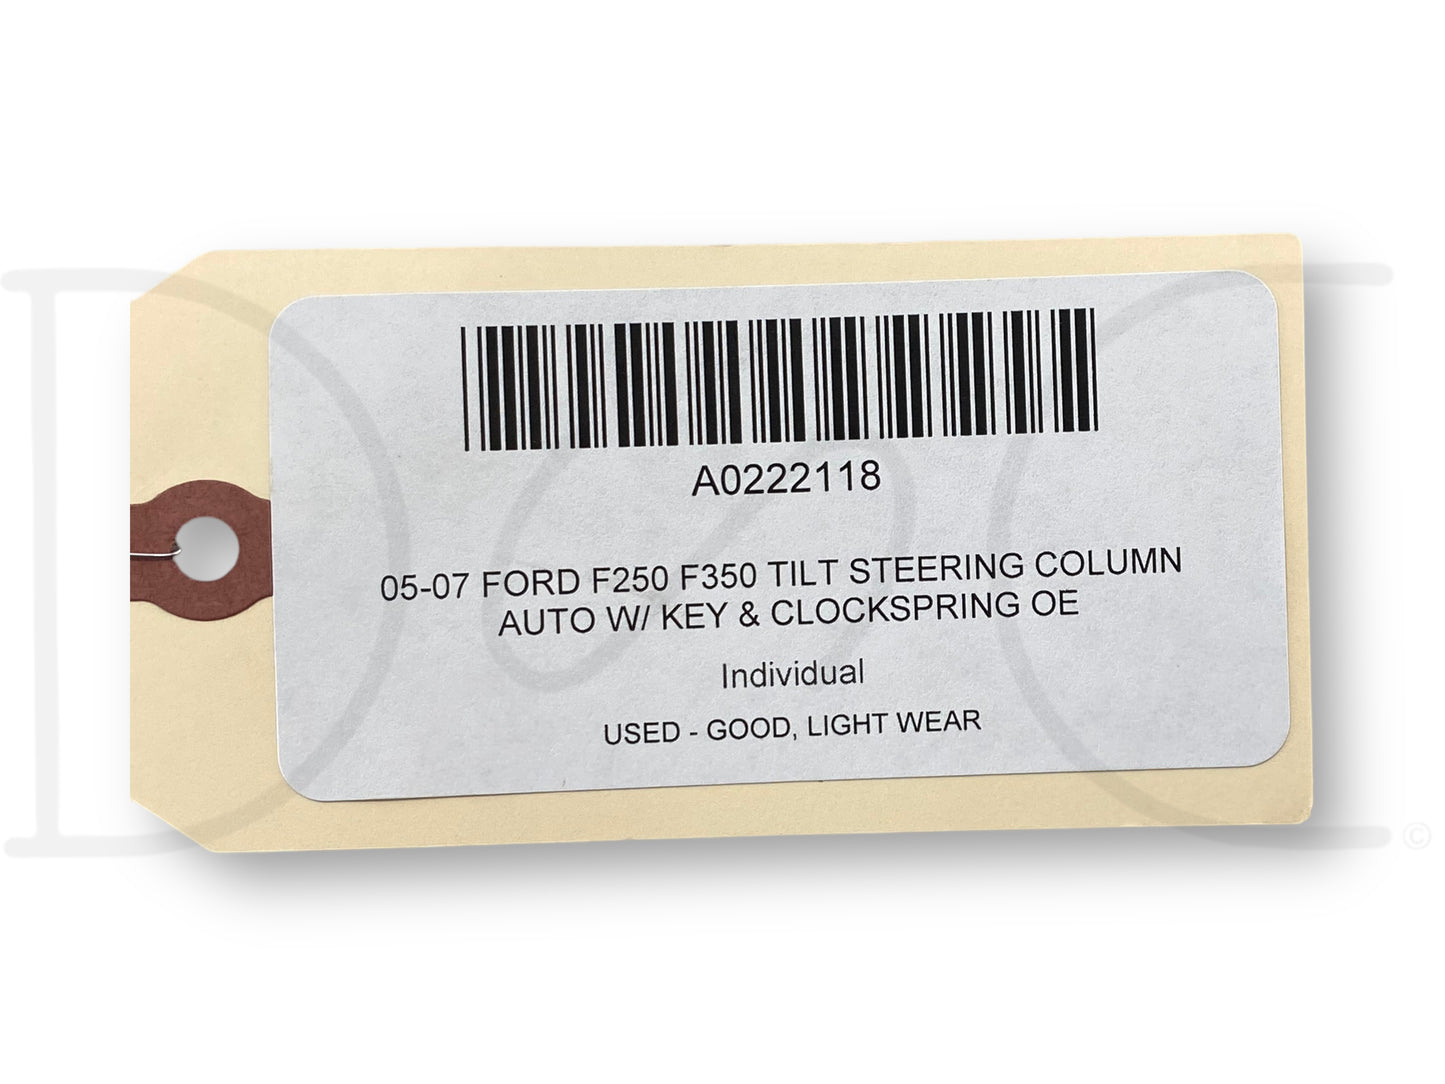 A0222118
05-07 FORD F250 F350 TILT STEERING COLUMN
AUTO W/ KEY & CLOCKSPRING OE
Individual
USED - GOOD, LIGHT WEAR
©